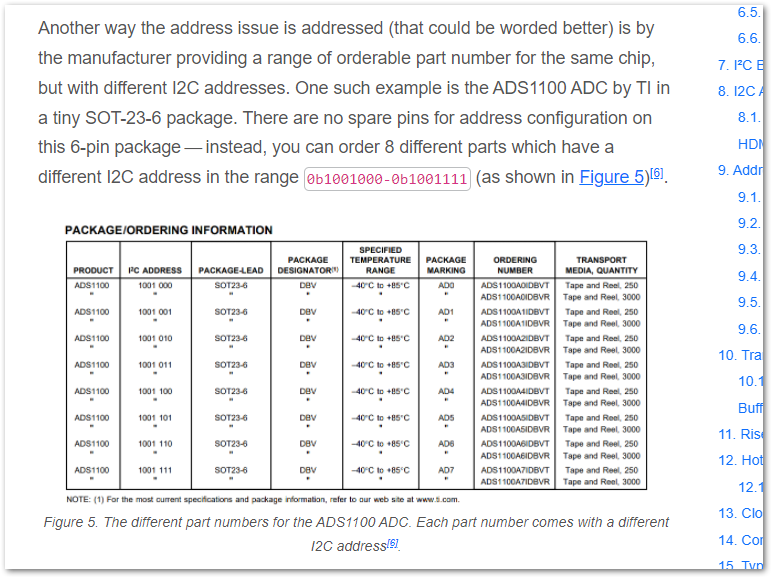 Another way the address issue is addressed (that could be worded better) is by
the manufacturer providing a range of orderable part number for the same chip,
but with different I2C addresses. One such example is the ADS1100 ADC by TI in
a tiny SOT-23-6 package. There are no spare pins for address configuration on
this 6-pin package — instead, you can order 8 different parts which have a
different I2C address in the range 0b1001000-0b1001111 (as shown in Figure 5)[6].
PACKAGE/ORDERING INFORMATION
PRODUCT I²C ADDRESS PACKAGE-LEAD PACKAGE DESIGNATOR(1) SPECIFIED TEMPERATURE RANGE PACKAGE MARKING ORDERING NUMBER TRANSPORT MEDIA, QUANTITY
ADS1100 1001 000 SOT23-6 DBV –40°C to +85°C AD0 ADS1100A0IDBVT Tape and Reel, 250
" " " " " " ADS1100A0IDBVR Tape and Reel, 3000
ADS1100 1001 001 SOT23-6 DBV –40°C to +85°C AD1 ADS1100A1IDBVT Tape and Reel, 250
" " " " " " ADS1100A1IDBVR Tape and Reel, 3000
ADS1100 1001 010 SOT23-6 DBV –40°C to +85°C AD2 ADS1100A2IDBVT Tape and Reel, 250
" " " " " " ADS1100A2IDBVR Tape and Reel, 3000
ADS1100 1001 011 SOT23-6 DBV –40°C to +85°C AD3 ADS1100A3IDBVT Tape and Reel, 250
" " " " " " ADS1100A3IDBVR Tape and Reel, 3000
ADS1100 1001 100 SOT23-6 DBV –40°C to +85°C AD4 ADS1100A4IDBVT Tape and Reel, 250
" " " " " " ADS1100A4IDBVR Tape and Reel, 3000
ADS1100 1001 101 SOT23-6 DBV –40°C to +85°C AD5 ADS1100A5IDBVT Tape and Reel, 250
" " " " " " ADS1100A5IDBVR Tape and Reel, 3000
ADS1100 1001 110 SOT23-6 DBV –40°C to +85°C AD6 ADS1100A6IDBVT Tape and Reel, 250
" " " " " " ADS1100A6IDBVR Tape and Reel, 3000
ADS1100 1001 111 SOT23-6 DBV –40°C to +85°C AD7 ADS1100A7IDBVT Tape and Reel, 250
" " " " " " ADS1100A7IDBVR Tape and Reel, 3000
NOTE: (1) For the most current specifications and package information, refer to our web site at www.ti.com.
Figure 5. The different part numbers for the ADS1100 ADC. Each part number comes with a different
I2C address[6].
6.5.
6.6.
7. I²C
8. I2C
8.1.
9.
9.1.
9.2.
9.3.
9.4.
9.5.
9.6.
10.
10.1
11.
12. Hot
12.1
13.
14.
15.